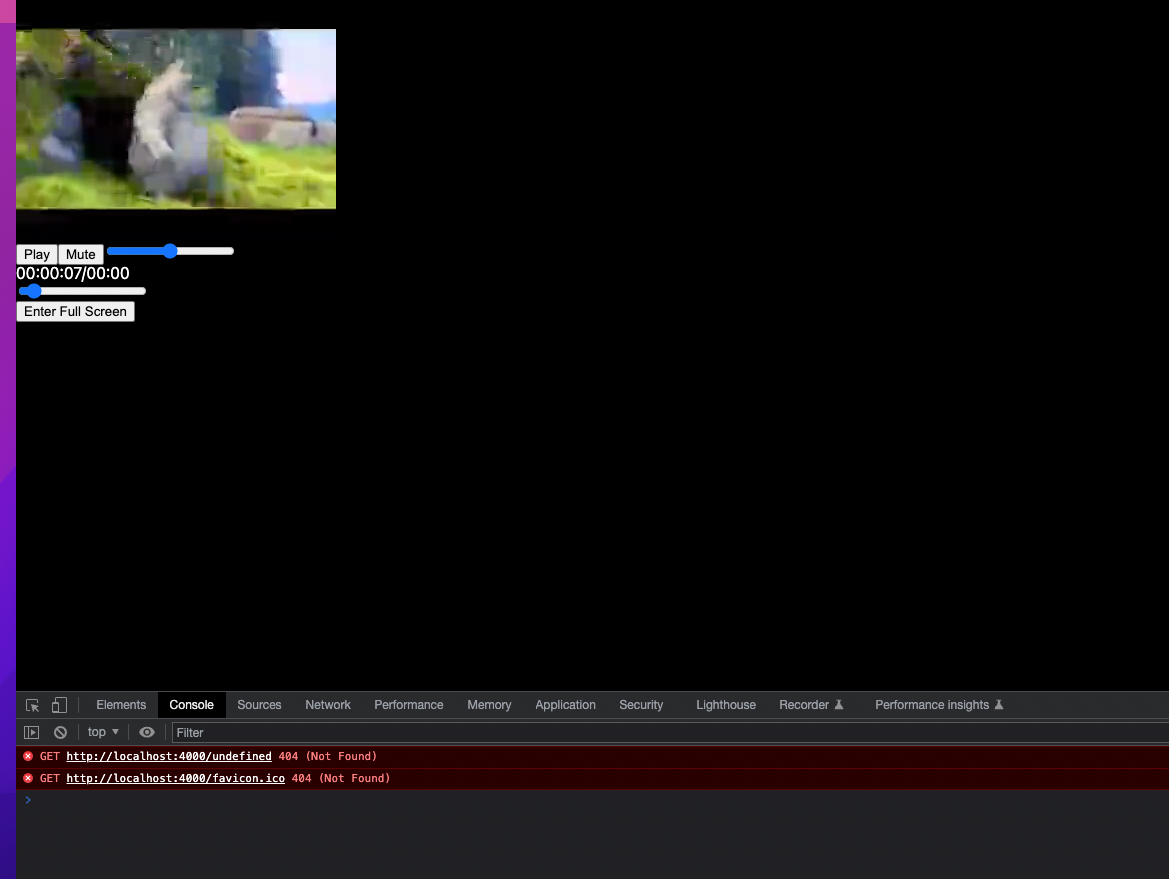 Play Mute
00:00:07/00:00
Enter Full Screen
Elements Console Sources Network Performance Memory Application Security Lighthouse Recorder Performance insights
top Filter
GET http://localhost:4000/undefined 404 (Not Found)
GET http://localhost:4000/favicon.ico 404 (Not Found)